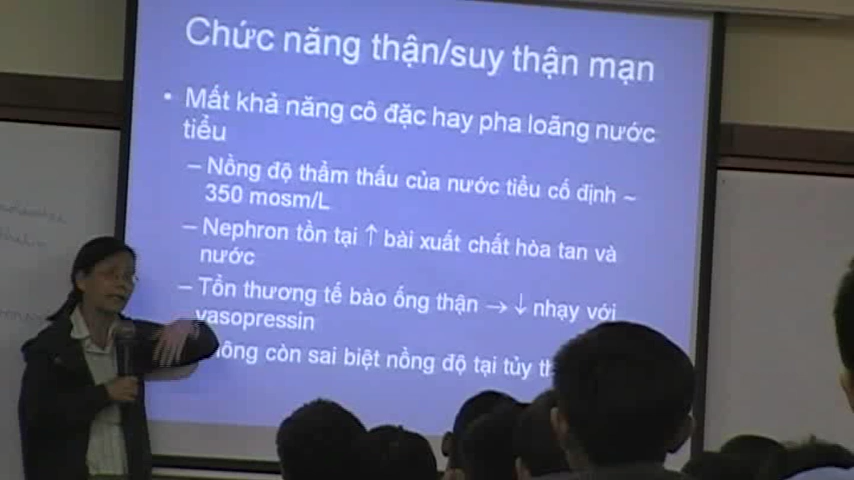 Chức năng thận/suy thận mạn
• Mất khả năng cô đặc hay pha loãng nước
tiểu
– Nồng độ thẩm thấu của nước tiểu cố định ~
350 mosm/L
– Nephron tồn tại ↑ bài xuất chất hòa tan và
nước
– Tổn thương tế bào ống thận → ↓ nhạy với
vasopressin
còn sai biệt nồng độ tại tủy